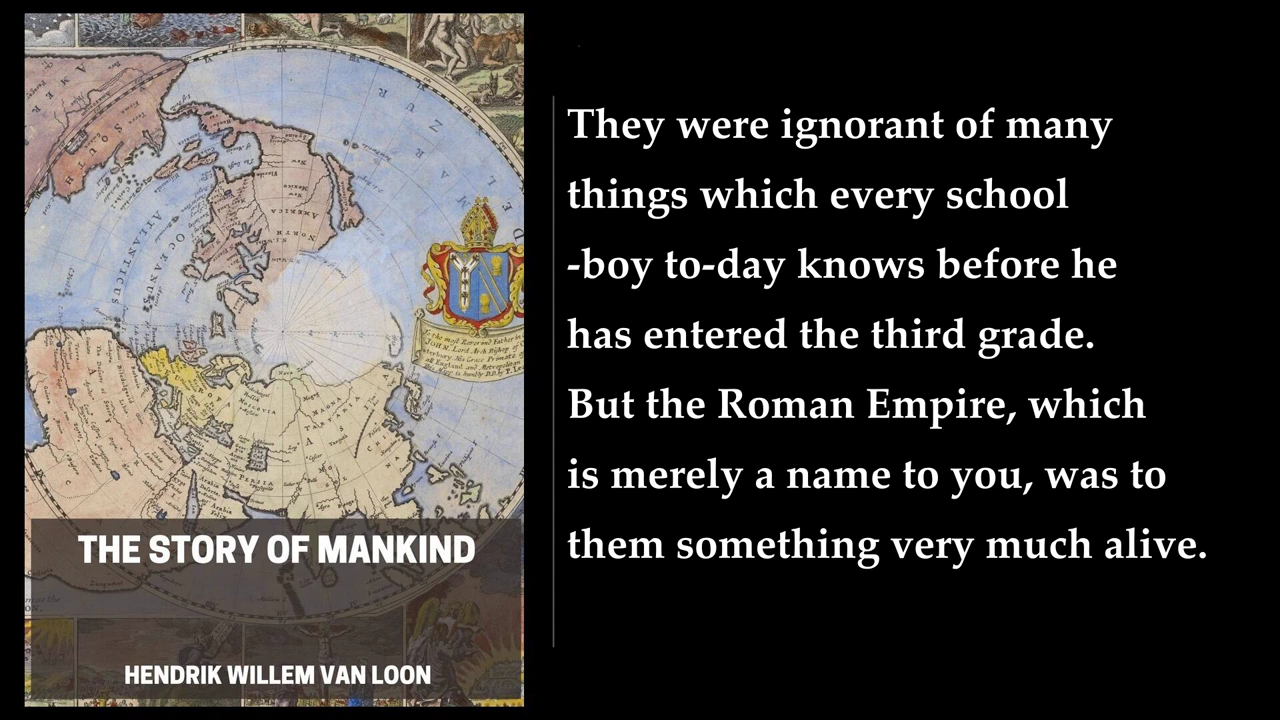 THE STORY OF MANKIND
HENDRIK WILLEM VAN LOON
They were ignorant of many
things which every school
-boy to-day knows before he
has entered the third grade.
But the Roman Empire, which
is merely a name to you, was to
them something very much alive.